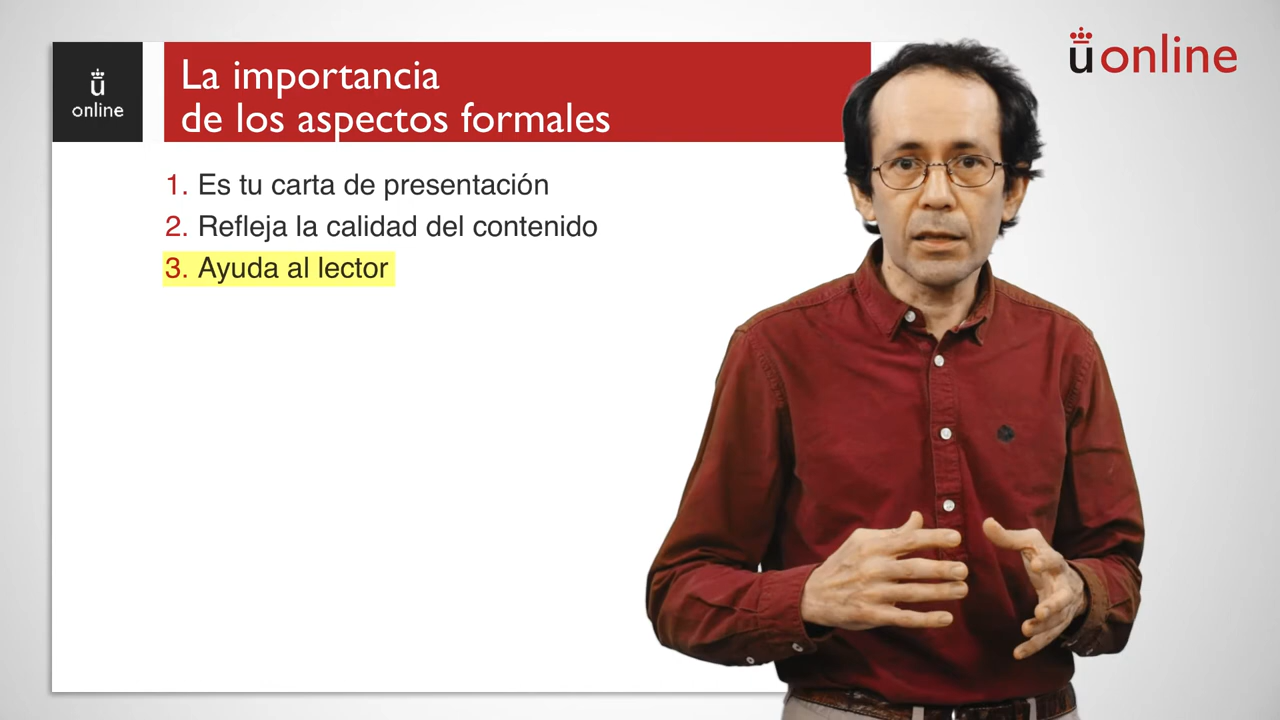 ü online
ü
online
La importancia
de los aspectos formales
1. Es tu carta de presentación
2. Refleja la calidad del contenido
3. Ayuda al lector